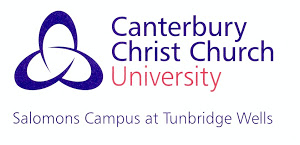 Canterbury
Christ Church
University
Salomons Campus at Tunbridge Wells